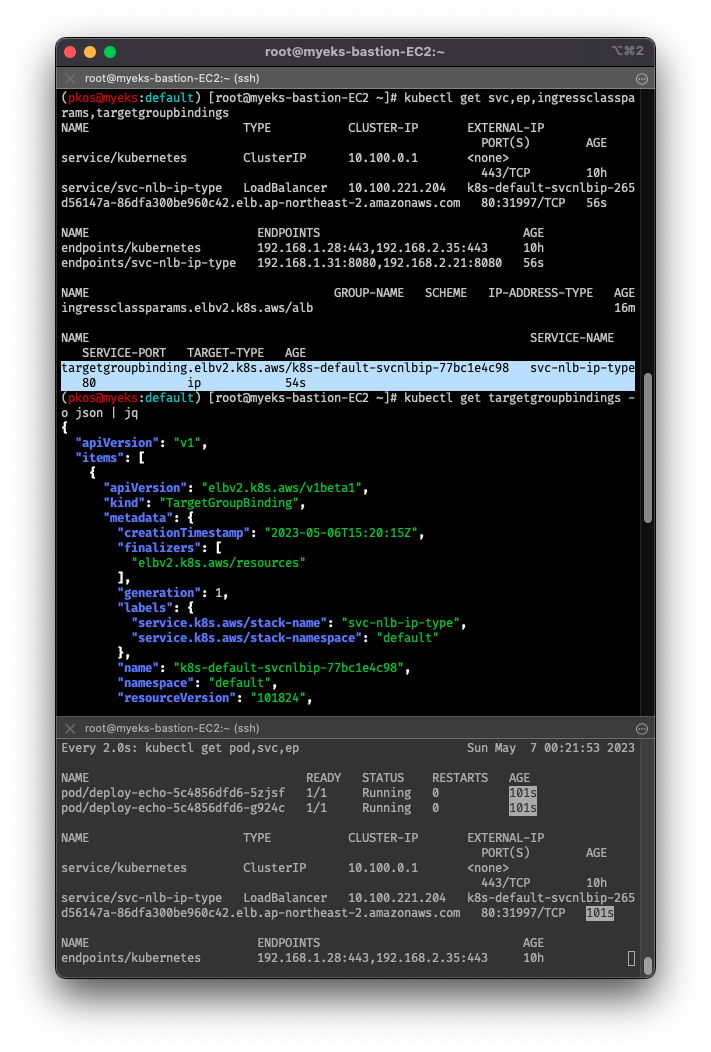 root@myeks-bastion-EC2:~
⌥⌘2
root@myeks-bastion-EC2:~ (ssh)
(pkos@myeks:default) [root@myeks-bastion-EC2 ~]# kubectl get svc,ep,ingressclasspa
rams,targetgroupbindings
NAME TYPE CLUSTER-IP EXTERNAL-IP
PORT(S) AGE
service/kubernetes ClusterIP 10.100.0.1 <none>
443/TCP 10h
service/svc-nlb-ip-type LoadBalancer 10.100.221.204 k8s-default-svcnlbip-265
d56147a-86dfa300be960c42.elb.ap-northeast-2.amazonaws.com 80:31997/TCP 56s
NAME ENDPOINTS AGE
endpoints/kubernetes 192.168.1.28:443,192.168.2.35:443 10h
endpoints/svc-nlb-ip-type 192.168.1.31:8080,192.168.2.21:8080 56s
NAME GROUP-NAME SCHEME IP-ADDRESS-TYPE AGE
ingressclassparams.elbv2.k8s.aws/alb 16m
NAME SERVICE-NAME
SERVICE-PORT TARGET-TYPE AGE
targetgroupbinding.elbv2.k8s.aws/k8s-default-svcnlbip-77bc1e4c98 svc-nlb-ip-type
80 ip 54s
(pkos@myeks:default) [root@myeks-bastion-EC2 ~]# kubectl get targetgroupbindings -
o json | jq
{
"apiVersion": "v1",
"items": [
{
"apiVersion": "elbv2.k8s.aws/v1beta1",
"kind": "TargetGroupBinding",
"metadata": {
"creationTimestamp": "2023-05-06T15:20:15Z",
"finalizers": [
"elbv2.k8s.aws/resources"
],
"generation": 1,
"labels": {
"service.k8s.aws/stack-name": "svc-nlb-ip-type",
"service.k8s.aws/stack-namespace": "default"
},
"name": "k8s-default-svcnlbip-77bc1e4c98",
"namespace": "default",
"resourceVersion": "101824",
root@myeks-bastion-EC2:~ (ssh)
Every 2.0s: kubectl get pod,svc,ep Sun May 7 00:21:53 2023
NAME READY STATUS RESTARTS AGE
pod/deploy-echo-5c4856dfd6-5zjsf 1/1 Running 0 101s
pod/deploy-echo-5c4856dfd6-g924c 1/1 Running 0 101s
NAME TYPE CLUSTER-IP EXTERNAL-IP
PORT(S) AGE
service/kubernetes ClusterIP 10.100.0.1 <none>
443/TCP 10h
service/svc-nlb-ip-type LoadBalancer 10.100.221.204 k8s-default-svcnlbip-265
d56147a-86dfa300be960c42.elb.ap-northeast-2.amazonaws.com 80:31997/TCP 101s
NAME ENDPOINTS AGE
endpoints/kubernetes 192.168.1.28:443,192.168.2.35:443 10h